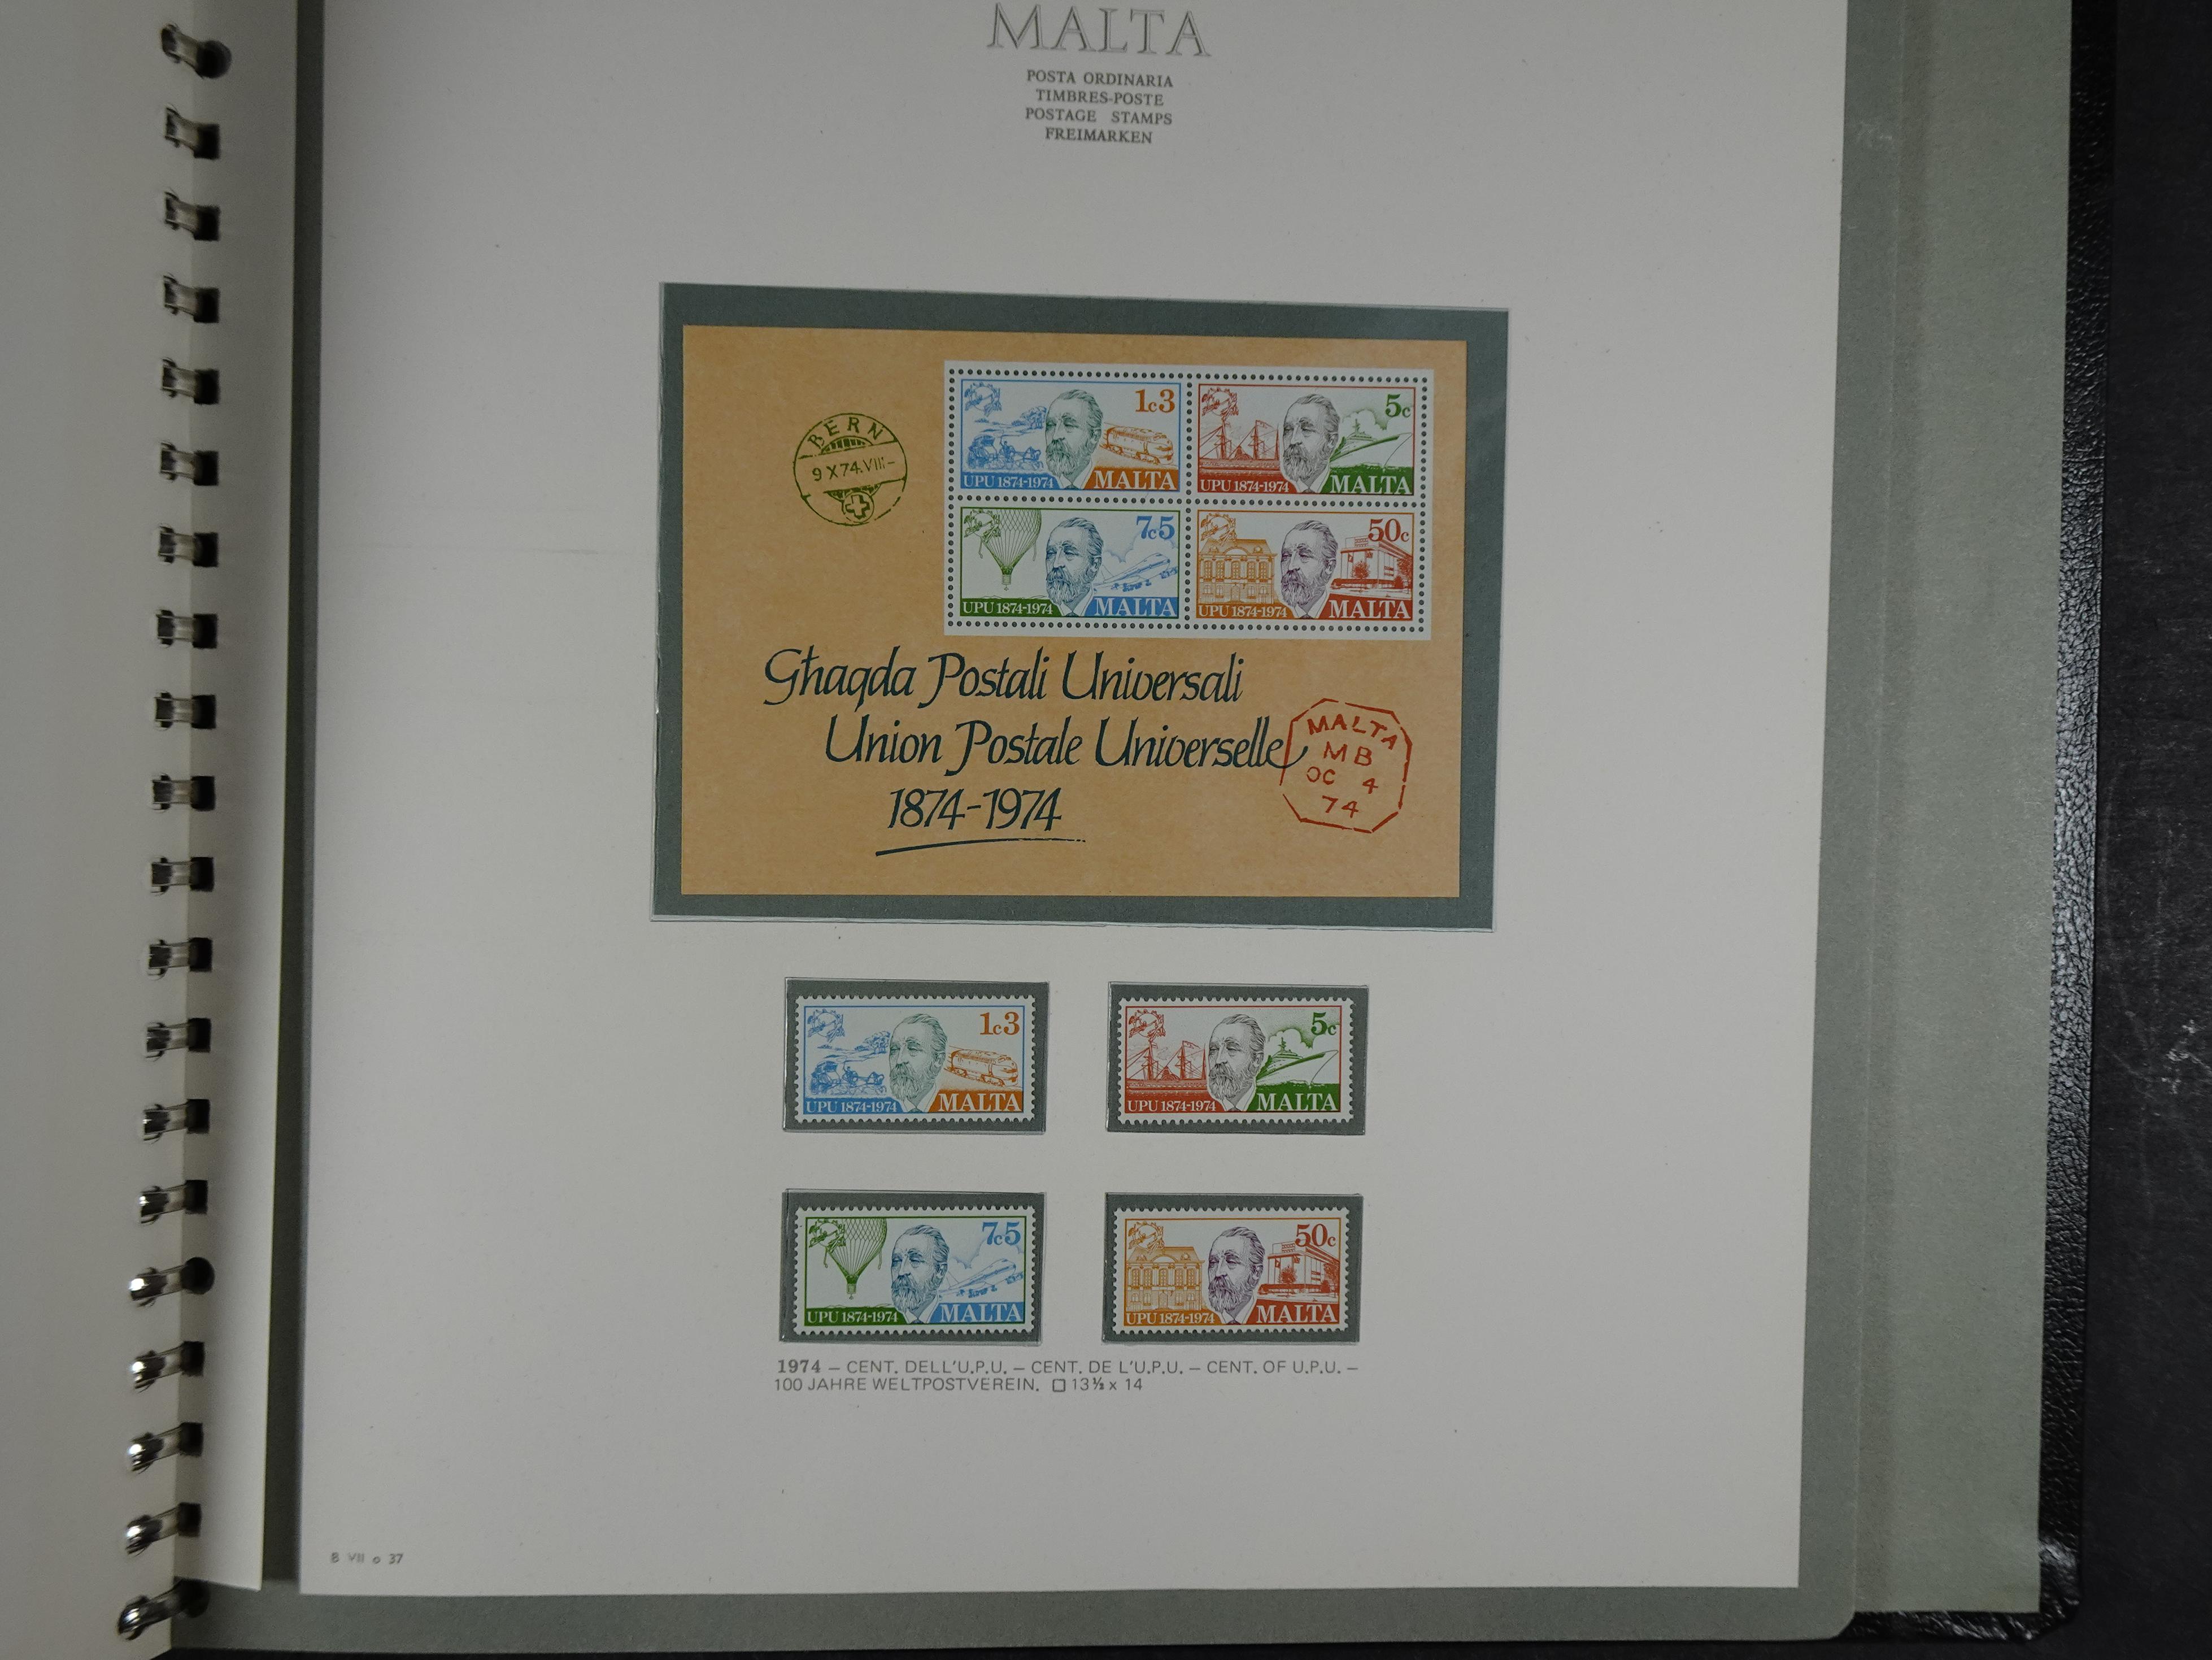 MALTA
POSTA ORDINARIA
TIMBRES-POSTE
POSTAGE STAMPS
FREIMARKEN
BERN
9 X 74.VIII-
1c3
UPU 1874-1974 MALTA
5c
UPU 1874-1974 MALTA
7c5
UPU 1874-1974 MALTA
50c
UPU 1874-1974 MALTA
Għaqda Postali Universali
Union Postale Universelle
1874-1974
MALTA
MB
OC 4
74
1c3
UPU 1874-1974 MALTA
5c
UPU 1874-1974 MALTA
7c5
UPU 1874-1974 MALTA
50c
UPU 1874-1974 MALTA
1974 – CENT. DELL'U.P.U. – CENT. DE L'U.P.U. – CENT. OF U.P.U. –
100 JAHRE WELTPOSTVEREIN. □ 13½ x 14
B VII o 37